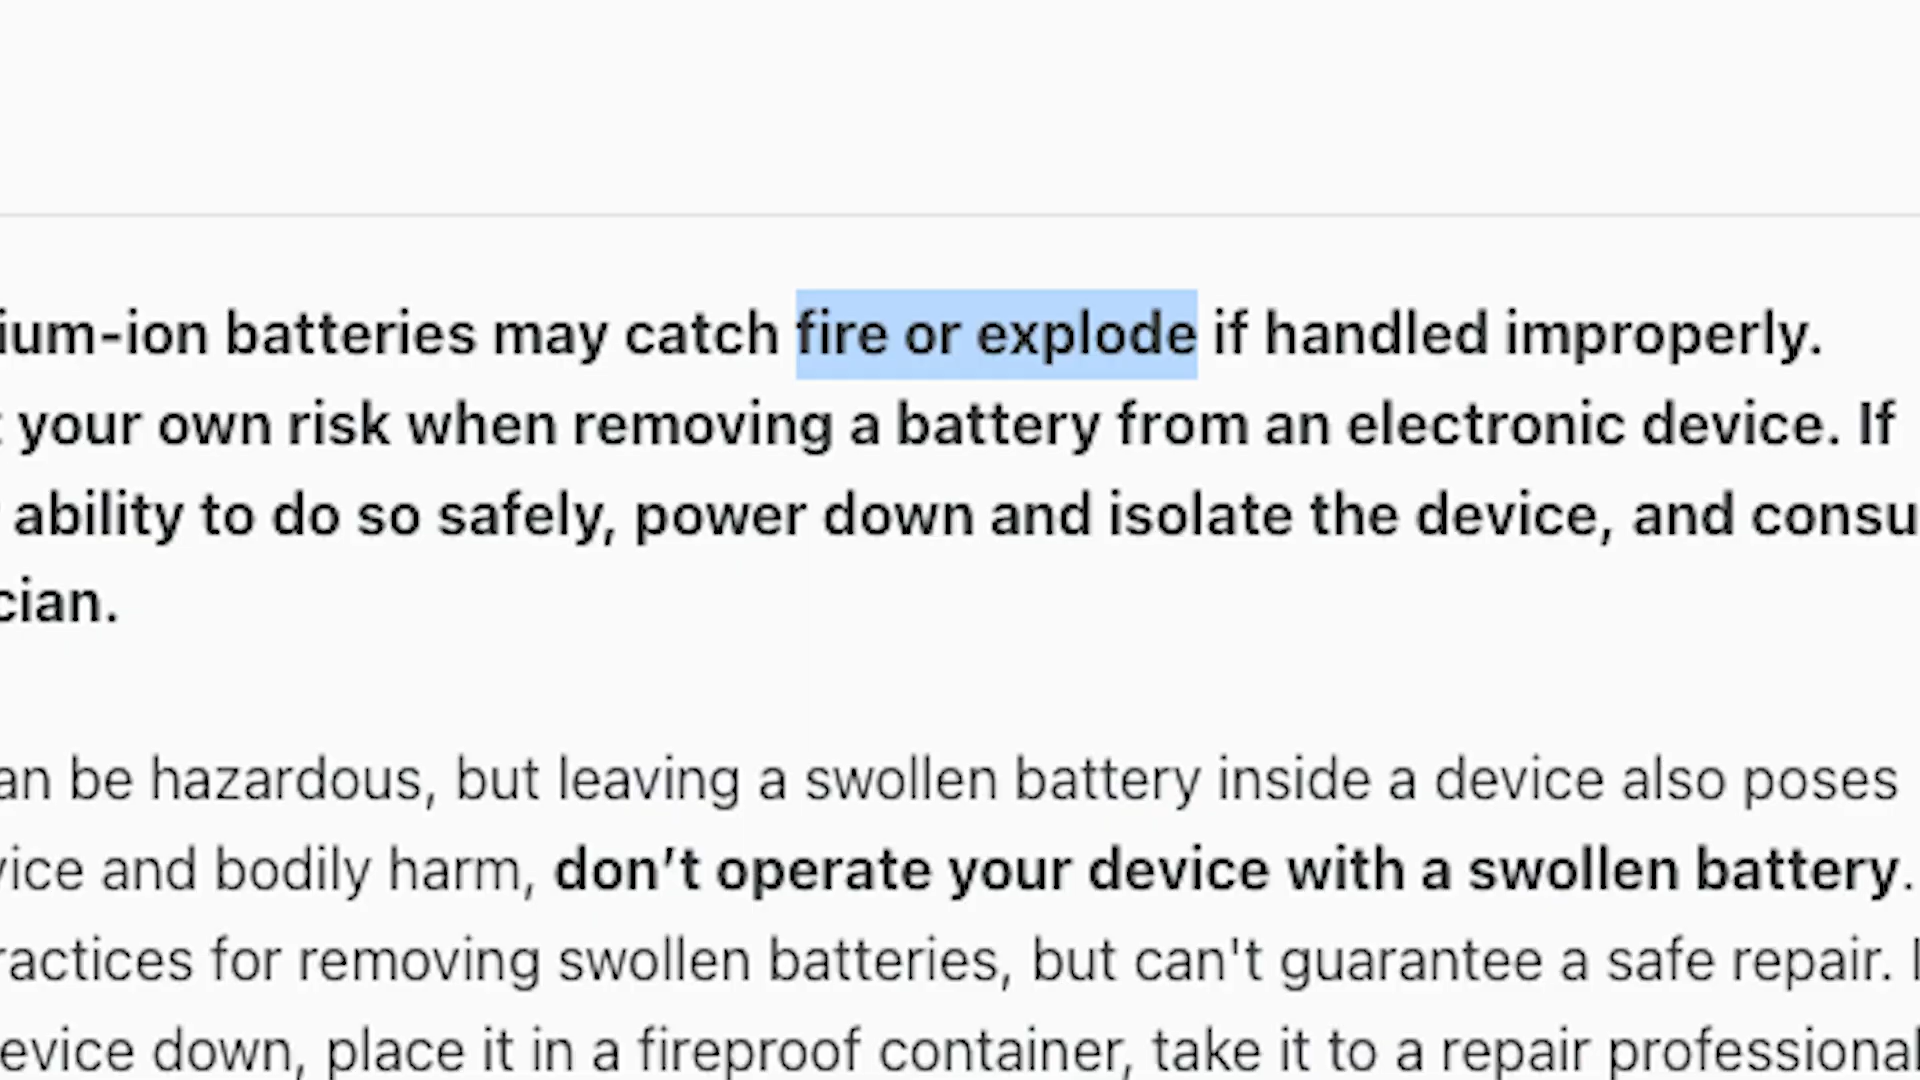 ium-ion batteries may catch fire or explode if handled improperly.
your own risk when removing a battery from an electronic device. If
ability to do so safely, power down and isolate the device, and consu
cian.
an be hazardous, but leaving a swollen battery inside a device also poses
vice and bodily harm, don’t operate your device with a swollen battery.
ractices for removing swollen batteries, but can't guarantee a safe repair.
evice down, place it in a fireproof container, take it to a repair professional